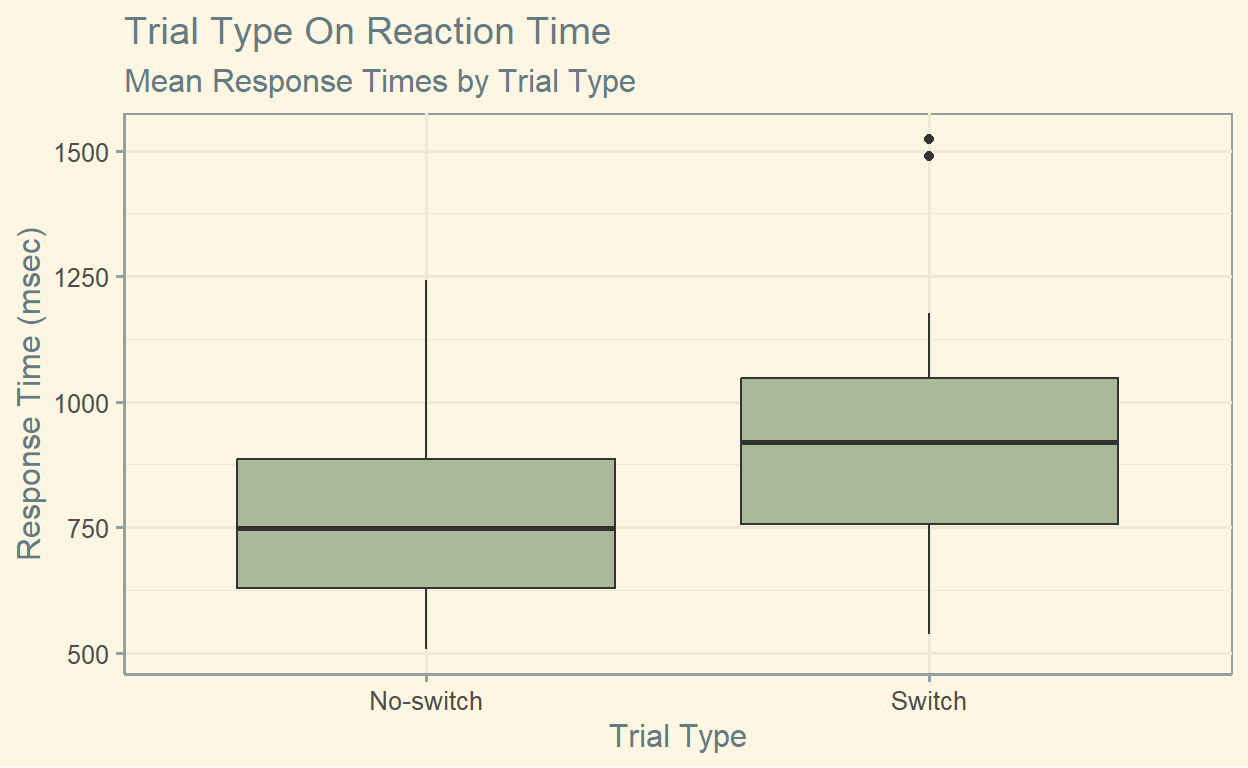 Trial Type On Reaction Time
Mean Response Times by Trial Type
Response Time (msec)
1500
1250
1000
750
500
No-switch
Switch
Trial Type